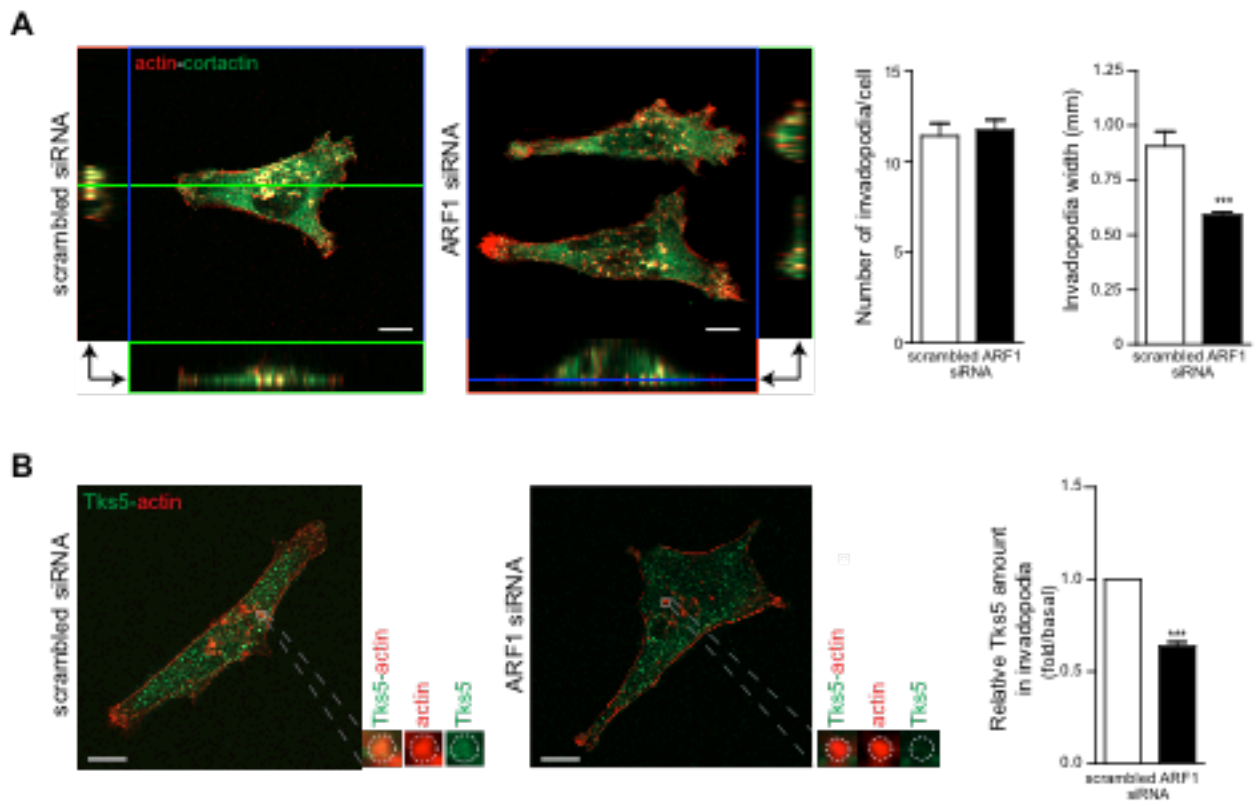 A
actin-cortactin
scrambled siRNA
ARF1 siRNA
Number of invadopodia/cell
15
10
5
0
scrambled ARF1
siRNA
Invadopodia width (mm)
1.25
1.00
0.75
0.50
0.25
0
***
scrambled ARF1
siRNA
B
Tks5-actin
scrambled siRNA
Tks5-actin
actin
Tks5
ARF1 siRNA
Tks5-actin
actin
Tks5
Relative Tks5 amount
in invadopodia
(fold/basal)
1.5
1.0
0.5
0.0
***
scrambled ARF1
siRNA